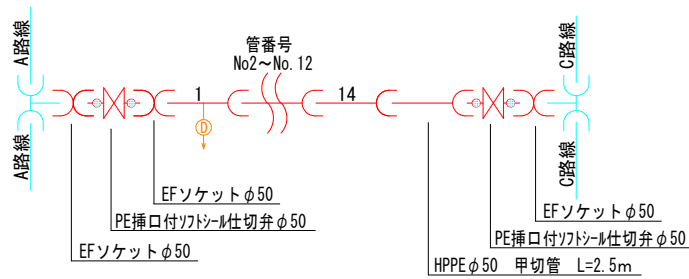 A路線
A路線
管番号
No2～No.12
1
D
14
C路線
C路線
EFソケットφ50
PE挿口付ソフトシール仕切弁φ50
EFソケットφ50
EFソケットφ50
PE挿口付ソフトシール仕切弁φ50
HPPEφ50 甲切管 L=2.5m